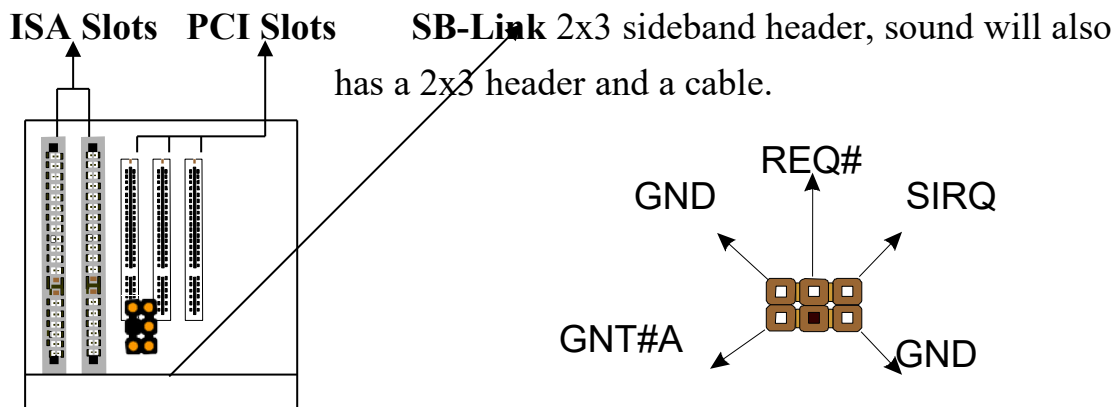 ISA Slots PCI Slots SB-Link 2x3 sideband header, sound will also
has a 2x3 header and a cable.
REQ#
GND SIRQ
GNT#A GND